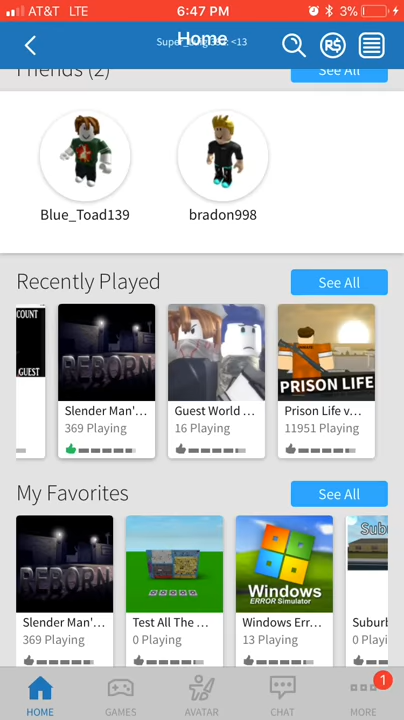 AT&T LTE 6:47 PM 3%
Home
<13
R$
Friends (2)
See All
Blue_Toad139
bradon998
Recently Played
See All
COUNT
GUEST
REBORN
PRISON LIFE
Slender Man'...
Guest World ...
Prison Life v...
369 Playing
16 Playing
11951 Playing
My Favorites
See All
REBORN
Windows
ERROR Simulator
Sub
Slender Man'...
Test All The ...
Windows Err...
Suburb
369 Playing
0 Playing
13 Playing
0 Playi
1
HOME
GAMES
AVATAR
CHAT
MORE